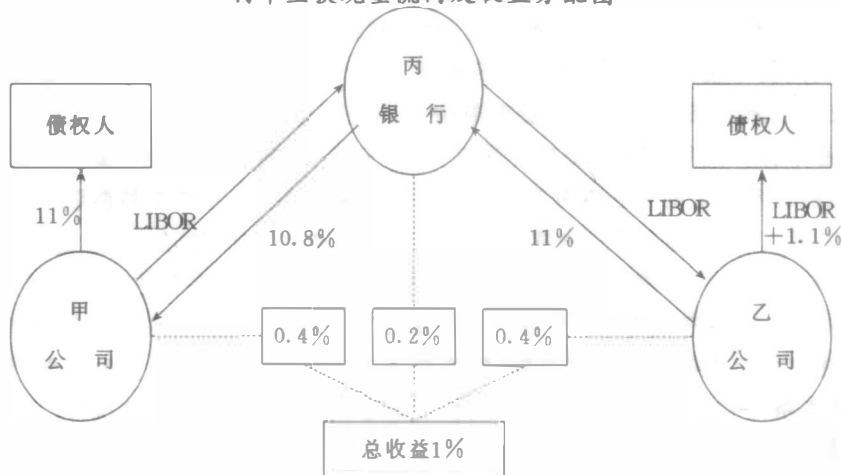 丙
银 行
债权人
债权人
11%
LIBOR
10.8%
11%
LIBOR
LIBOR
+1.1%
甲
公 司
0.4%
0.2%
0.4%
乙
公 司
总收益1%